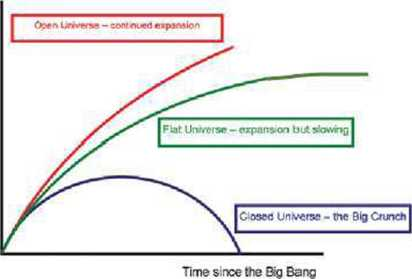 Open Universe – continued expansion
Flat Universe – expansion but slowing
Closed Universe – the Big Crunch
Time since the Big Bang